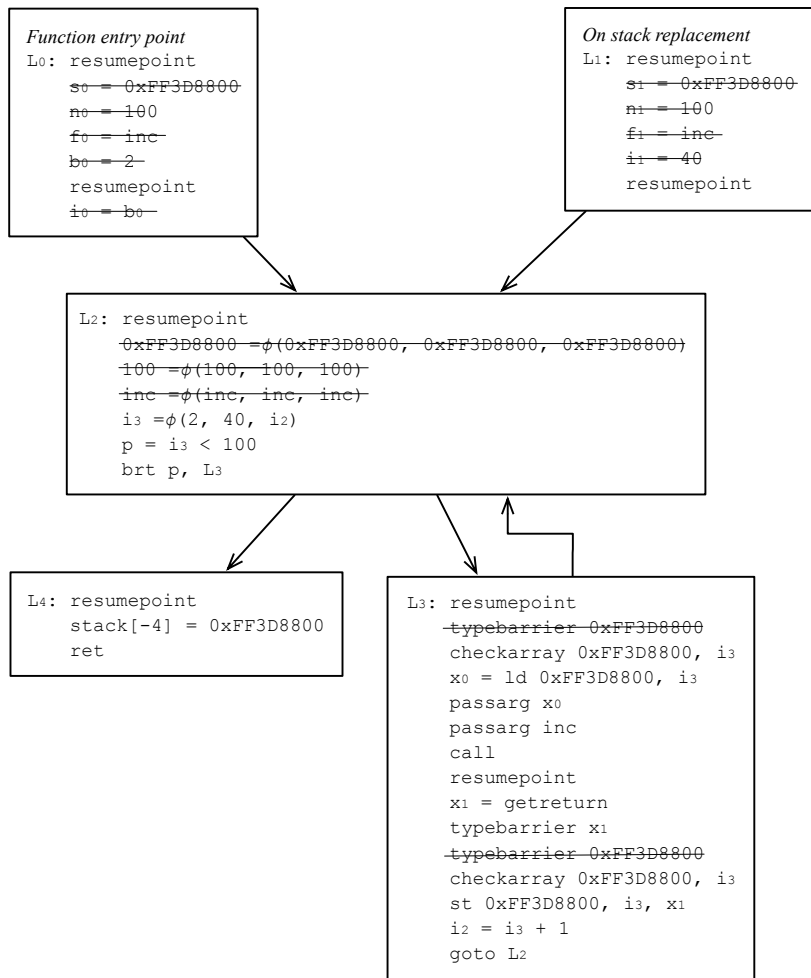 Function entry point
L0: resumepoint
s0 = 0xFF3D8800
n0 = 100
f0 = inc
b0 = 2
resumepoint
i0 = b0
On stack replacement
L1: resumepoint
s1 = 0xFF3D8800
n1 = 100
f1 = inc
i1 = 40
resumepoint
L2: resumepoint
0xFF3D8800 =ϕ(0xFF3D8800, 0xFF3D8800, 0xFF3D8800)
100 =ϕ(100, 100, 100)
inc =ϕ(inc, inc, inc)
i3 =ϕ(2, 40, i2)
p = i3 < 100
brt p, L3
L4: resumepoint
stack[-4] = 0xFF3D8800
ret
L3: resumepoint
typebarrier 0xFF3D8800
checkarray 0xFF3D8800, i3
x0 = ld 0xFF3D8800, i3
passarg x0
passarg inc
call
resumepoint
x1 = getreturn
typebarrier x1
typebarrier 0xFF3D8800
checkarray 0xFF3D8800, i3
st 0xFF3D8800, i3, x1
i2 = i3 + 1
goto L2